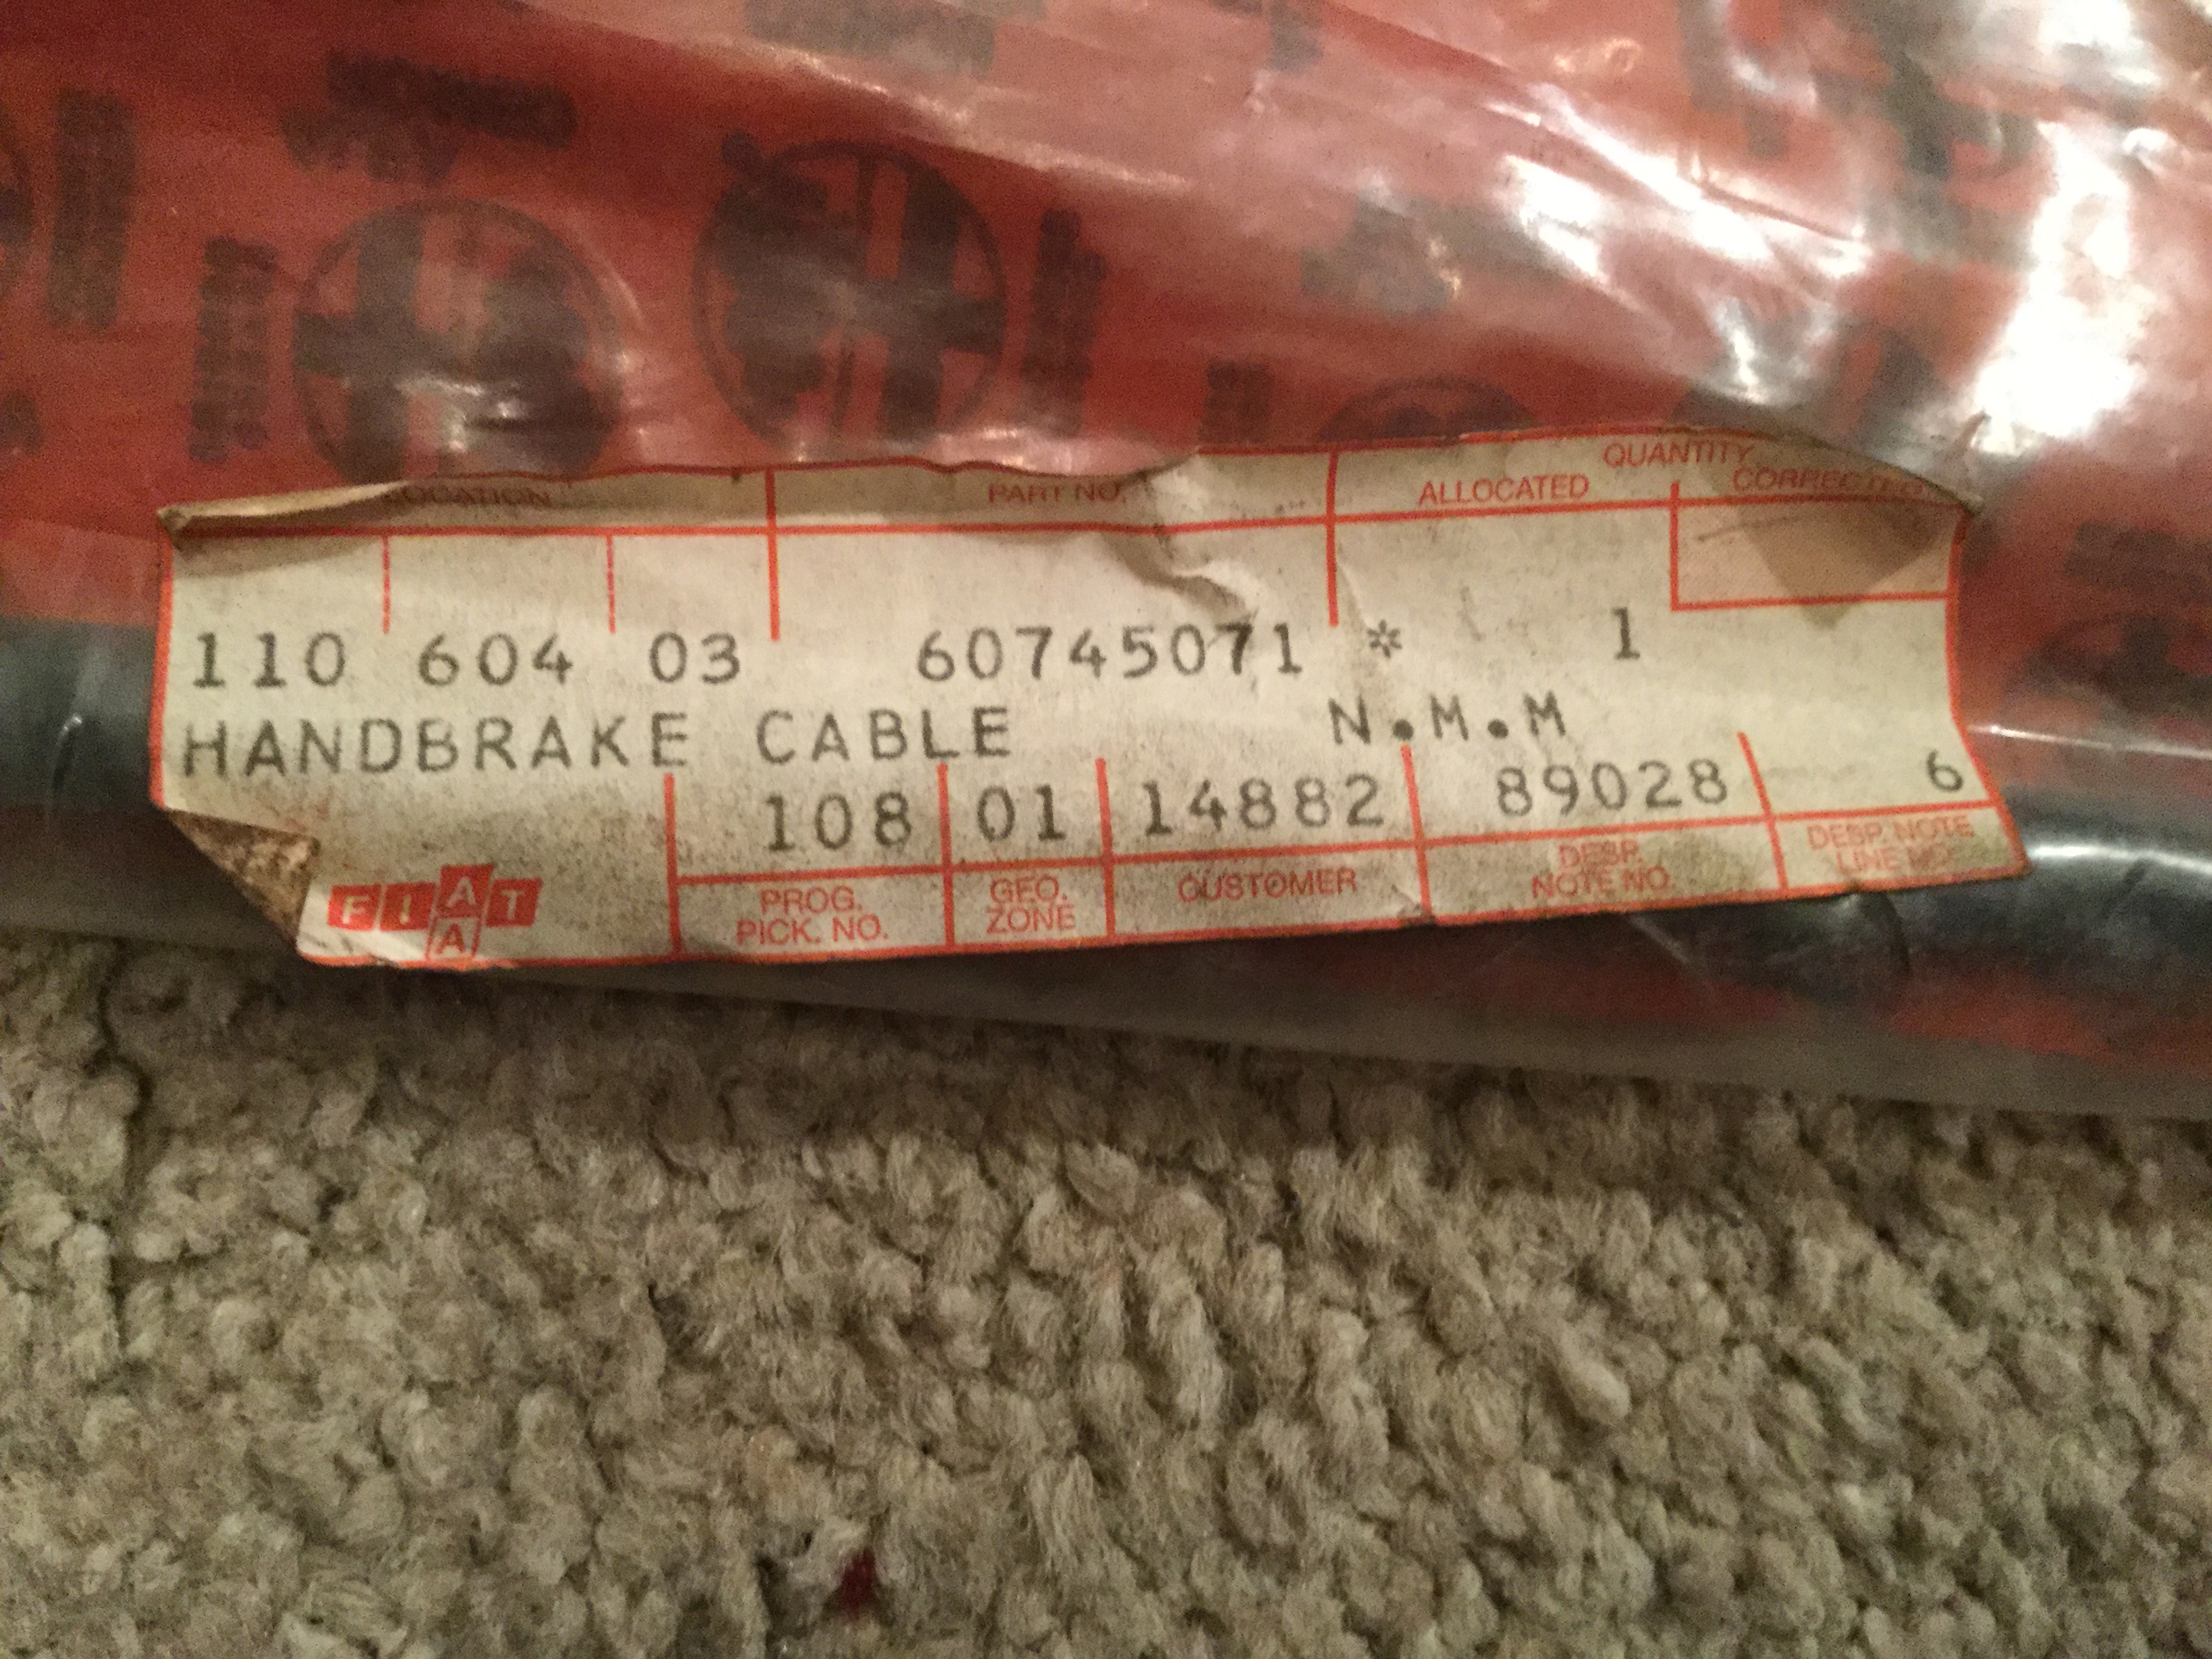 QUANTITY
LOCATION PART NO. ALLOCATED CORRECTED
110 604 03 60745071 * 1
HANDBRAKE CABLE N.M.M
108 01 14882 89028 6
FIAT
A
PROG. PICK. NO. GEO. ZONE CUSTOMER DESP. NOTE NO. DESP. NOTE LINE NO.